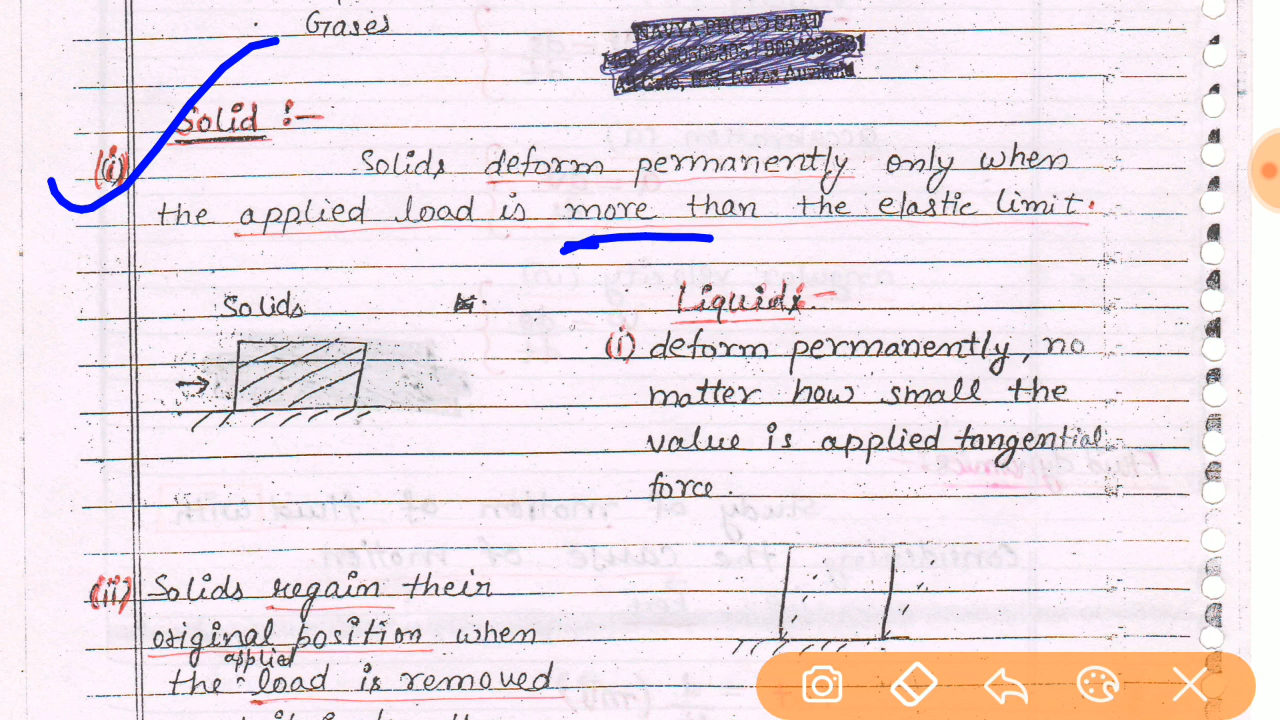 Gases
Solid :-
(i) Solids deform permanently only when
the applied load is more than the elastic limit.
Solids
Liquids:-
(i) deform permanently, no
matter how small the
value is applied tangential
force.
(ii) Solids regain their
original position when
applied
the load is removed